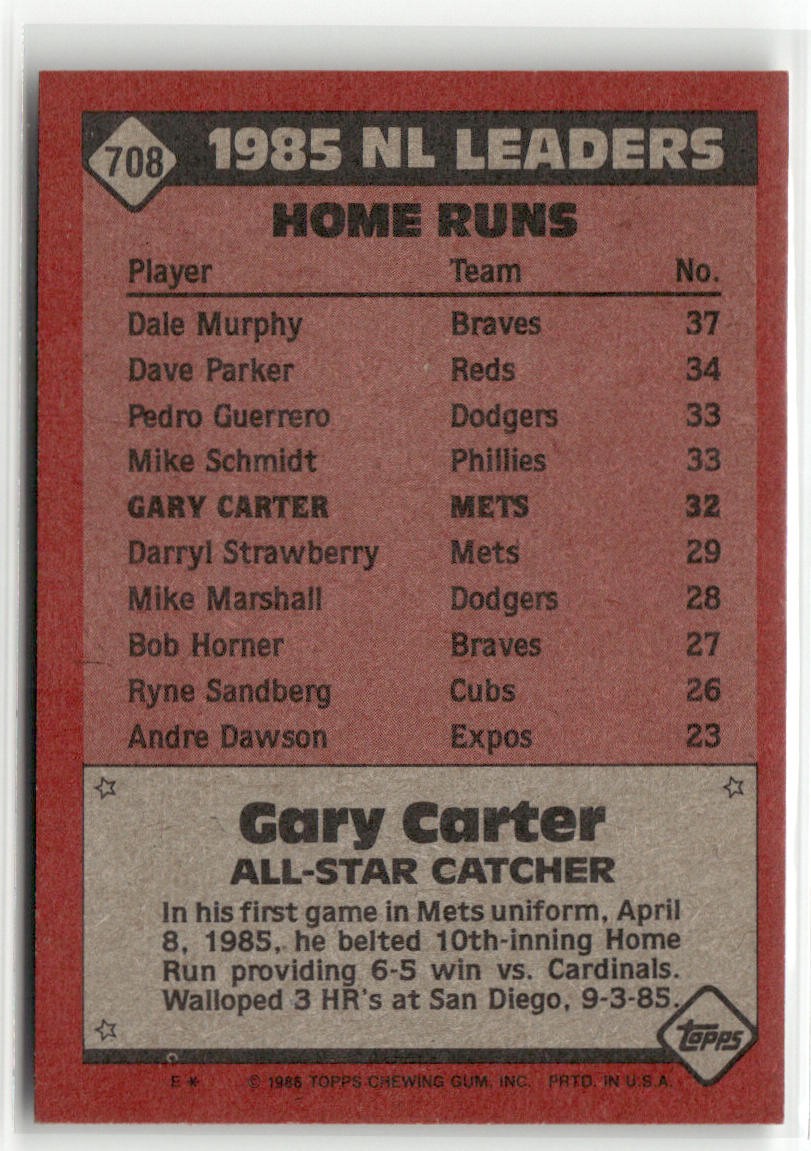 708 1985 NL LEADERS
HOME RUNS
Player Team No.
Dale Murphy Braves 37
Dave Parker Reds 34
Pedro Guerrero Dodgers 33
Mike Schmidt Phillies 33
GARY CARTER METS 32
Darryl Strawberry Mets 29
Mike Marshall Dodgers 28
Bob Horner Braves 27
Ryne Sandberg Cubs 26
Andre Dawson Expos 23
Gary Carter
ALL-STAR CATCHER
In his first game in Mets uniform, April
8, 1985, he belted 10th-inning Home
Run providing 6-5 win vs. Cardinals.
Walloped 3 HR's at San Diego, 9-3-85.
topps
E * © 1986 TOPPS CHEWING GUM, INC. PRTD. IN U.S.A.